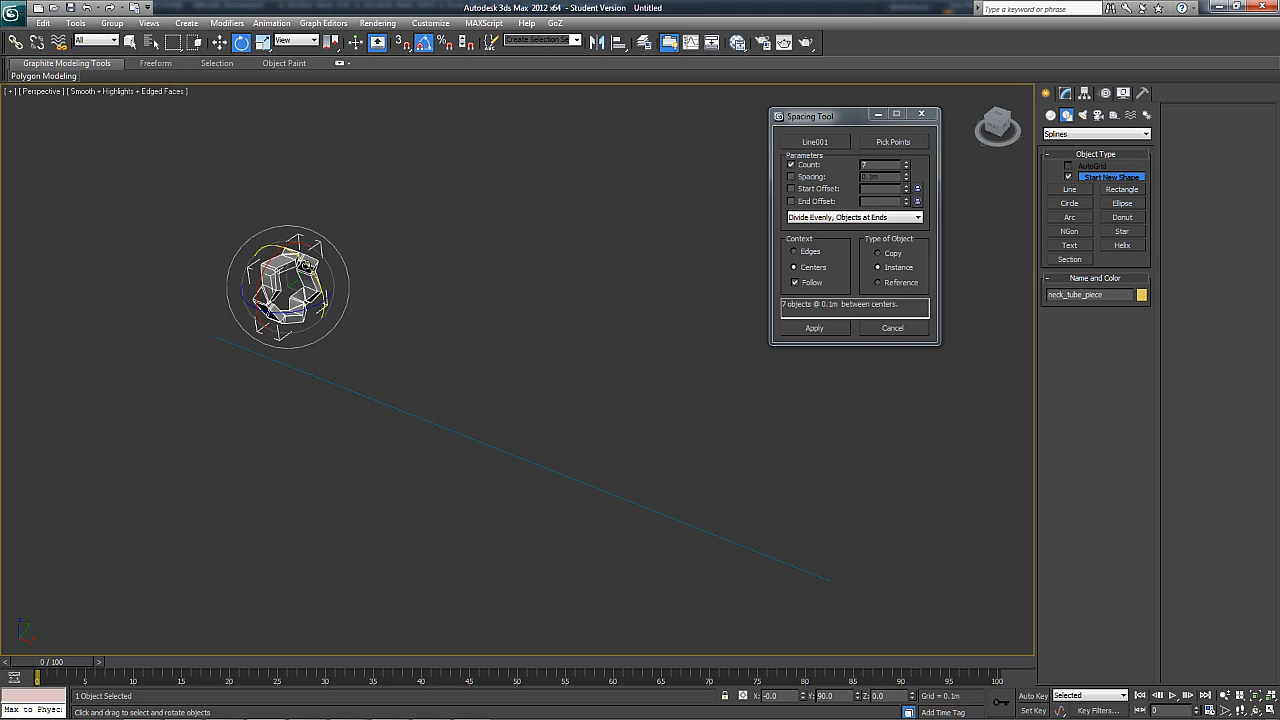 Autodesk 3ds Max 2012 x64 - Student Version Untitled
Type a keyword or phrase
Edit Tools Group Views Create Modifiers Animation Graph Editors Rendering Customize MAXScript Help GoZ
All View Create Selection Se
Graphite Modeling Tools Freeform Selection Object Paint
Polygon Modeling
[ + ] [ Perspective ] [ Smooth + Highlights + Edged Faces ]
Spacing Tool
Line001 Pick Points
Parameters
Count: 7
Spacing: 0.1m
Start Offset:
End Offset:
Divide Evenly, Objects at Ends
Context Type of Object
Edges Copy
Centers Instance
Follow Reference
7 objects @ 0.1m between centers.
Apply Cancel
Splines
- Object Type
AutoGrid
Start New Shape
Line Rectangle
Circle Ellipse
Arc Donut
NGon Star
Text Helix
Section
- Name and Color
neck_tube_piece
< 0 / 100 >
0 5 10 15 20 25 30 35 40 45 50 55 60 65 70 75 80 85 90 95 100
1 Object Selected X: -0.0 Y: 90.0 Z: 0.0 Grid = 0.1m Auto Key Selected
Max to Physc Click and drag to select and rotate objects Add Time Tag Set Key Key Filters... 0